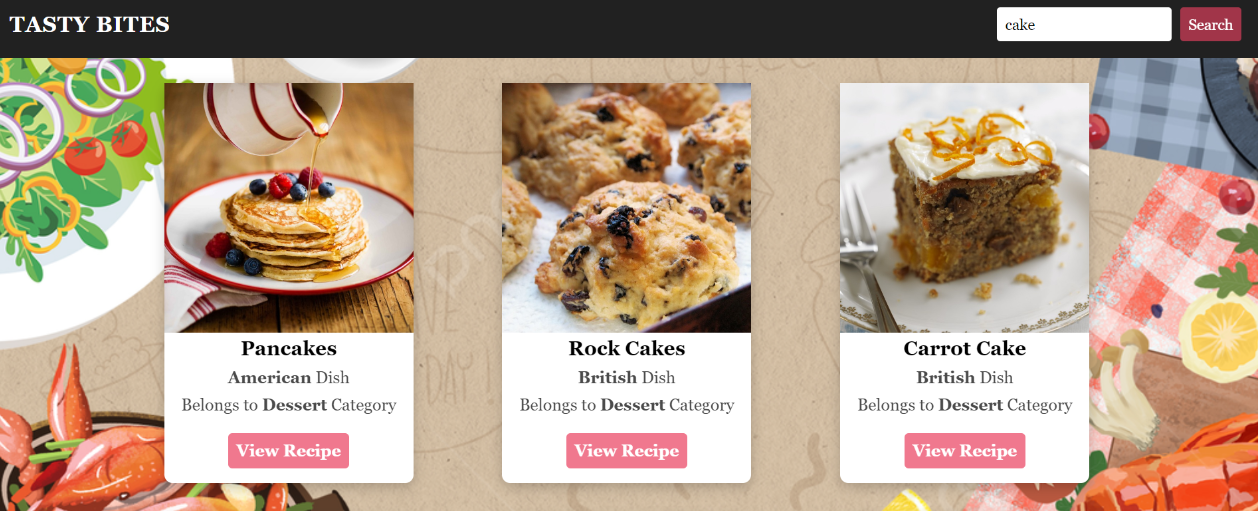 TASTY BITES
cake
Search
Pancakes
American Dish
Belongs to Dessert Category
View Recipe
Rock Cakes
British Dish
Belongs to Dessert Category
View Recipe
Carrot Cake
British Dish
Belongs to Dessert Category
View Recipe
DAY!